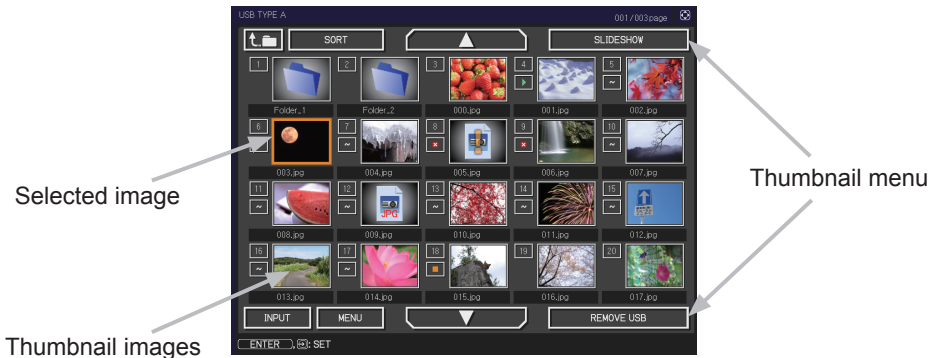 USB TYPE A 001/003page
SORT SLIDESHOW
1 2 3 4 5
Folder_1 Folder_2 000.jpg 001.jpg 002.jpg
6 7 8 9 10
003.jpg 004.jpg 005.jpg 006.jpg 007.jpg
Selected image
Thumbnail menu
11 12 13 14 15
JPG
008.jpg 009.jpg 010.jpg 011.jpg 012.jpg
16 17 18 19 20
013.jpg 014.jpg 015.jpg 016.jpg 017.jpg
INPUT MENU REMOVE USB
Thumbnail images
ENTER , : SET